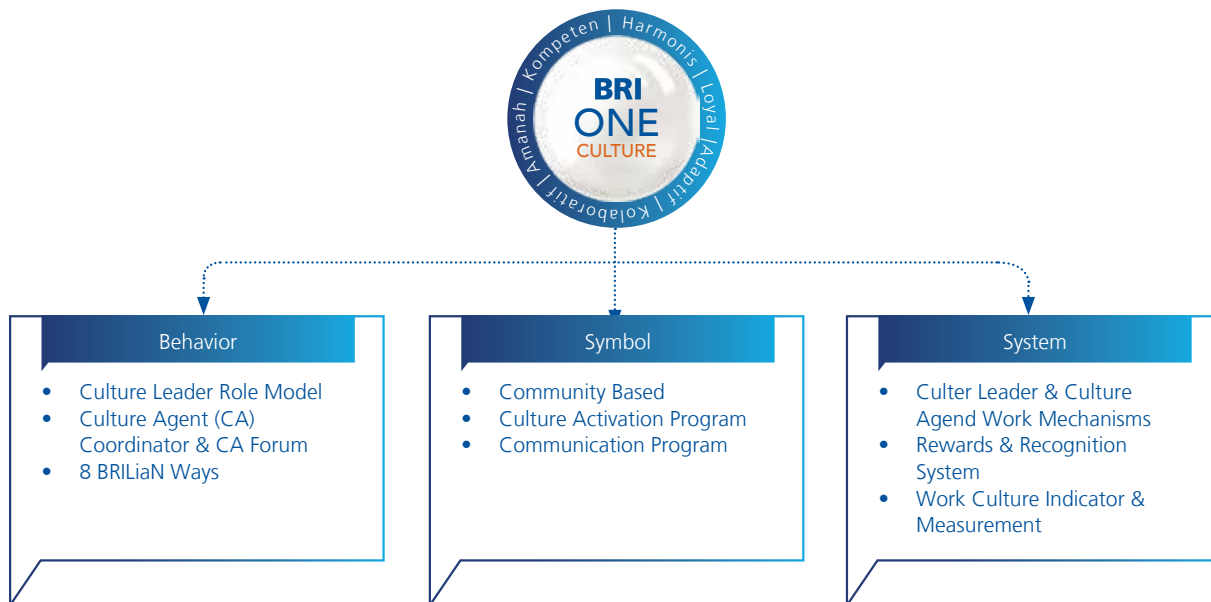 Amanah | Kompeten | Harmonis | Loyal |Adaptif | Kolaboratif |
BRI
ONE
CULTURE
Behavior
• Culture Leader Role Model
• Culture Agent (CA)
Coordinator & CA Forum
• 8 BRILiaN Ways
Symbol
• Community Based
• Culture Activation Program
• Communication Program
System
• Culter Leader & Culture
Agend Work Mechanisms
• Rewards & Recognition
System
• Work Culture Indicator &
Measurement